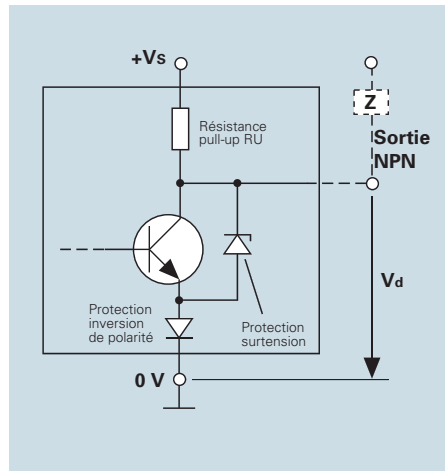 +Vs
Résistance
pull-up RU
Z
Sortie
NPN
Vd
Protection
inversion
de polarité
Protection
surtension
0 V